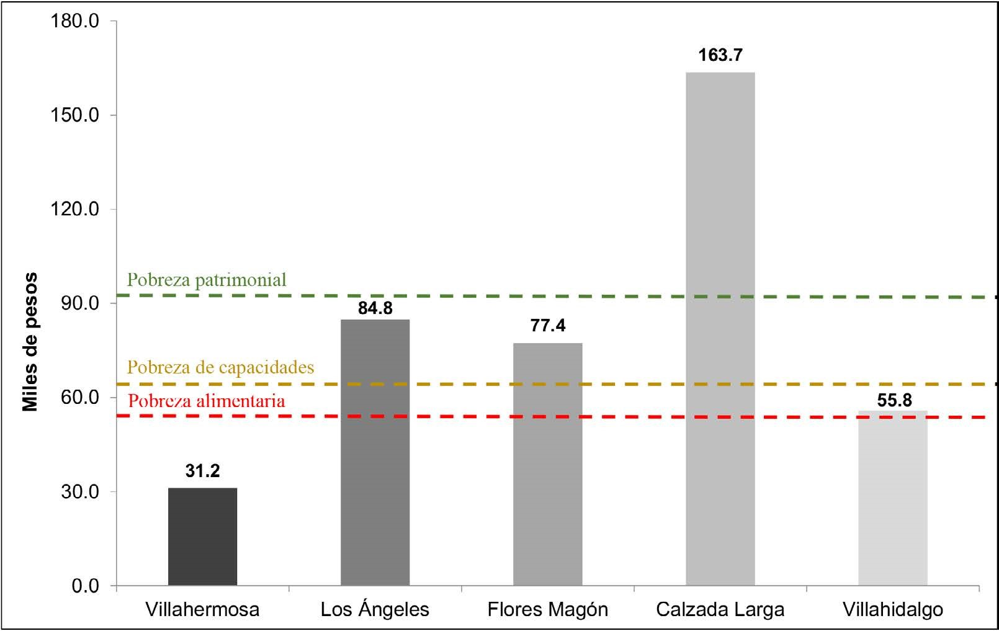 180.0
163.7
150.0
120.0
Pobreza patrimonial
90.0
84.8
77.4
Miles de pesos
Pobreza de capacidades
60.0
Pobreza alimentaria
55.8
31.2
30.0
0.0
Villahermosa Los Ángeles Flores Magón Calzada Larga Villahidalgo